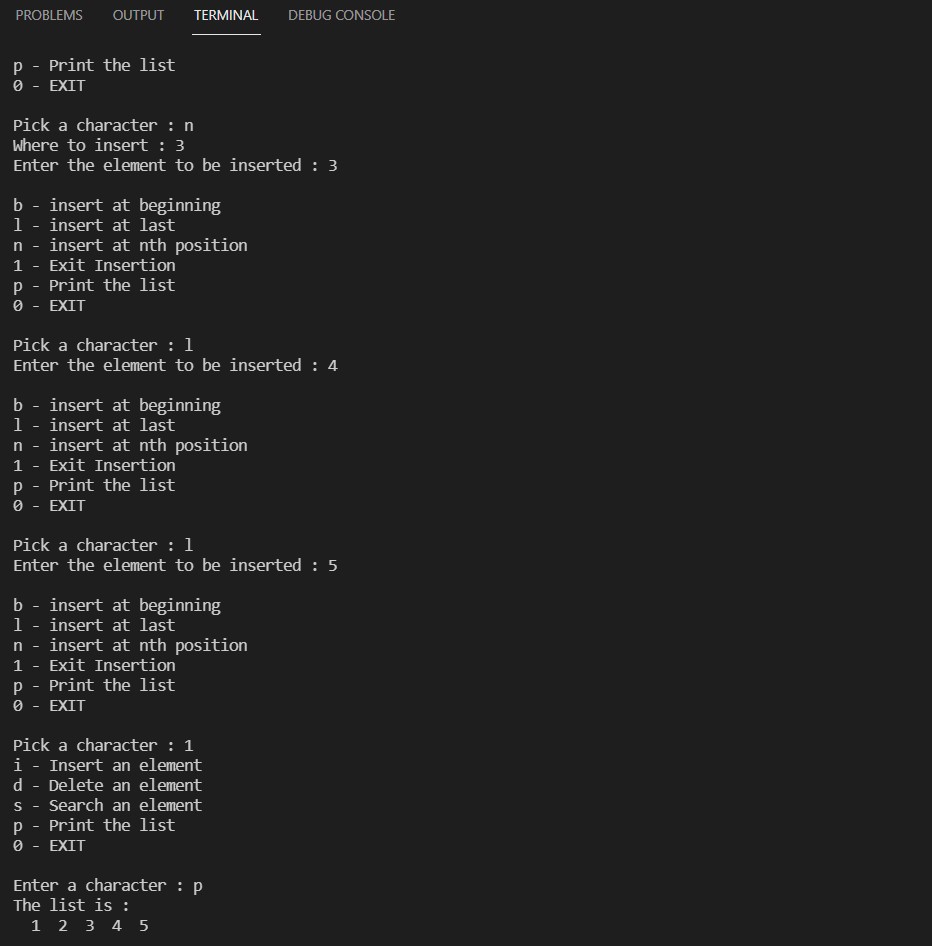 PROBLEMS OUTPUT TERMINAL DEBUG CONSOLE
p - Print the list
0 - EXIT
Pick a character : n
Where to insert : 3
Enter the element to be inserted : 3
b - insert at beginning
l - insert at last
n - insert at nth position
1 - Exit Insertion
p - Print the list
0 - EXIT
Pick a character : l
Enter the element to be inserted : 4
b - insert at beginning
l - insert at last
n - insert at nth position
1 - Exit Insertion
p - Print the list
0 - EXIT
Pick a character : l
Enter the element to be inserted : 5
b - insert at beginning
l - insert at last
n - insert at nth position
1 - Exit Insertion
p - Print the list
0 - EXIT
Pick a character : 1
i - Insert an element
d - Delete an element
s - Search an element
p - Print the list
0 - EXIT
Enter a character : p
The list is :
1 2 3 4 5